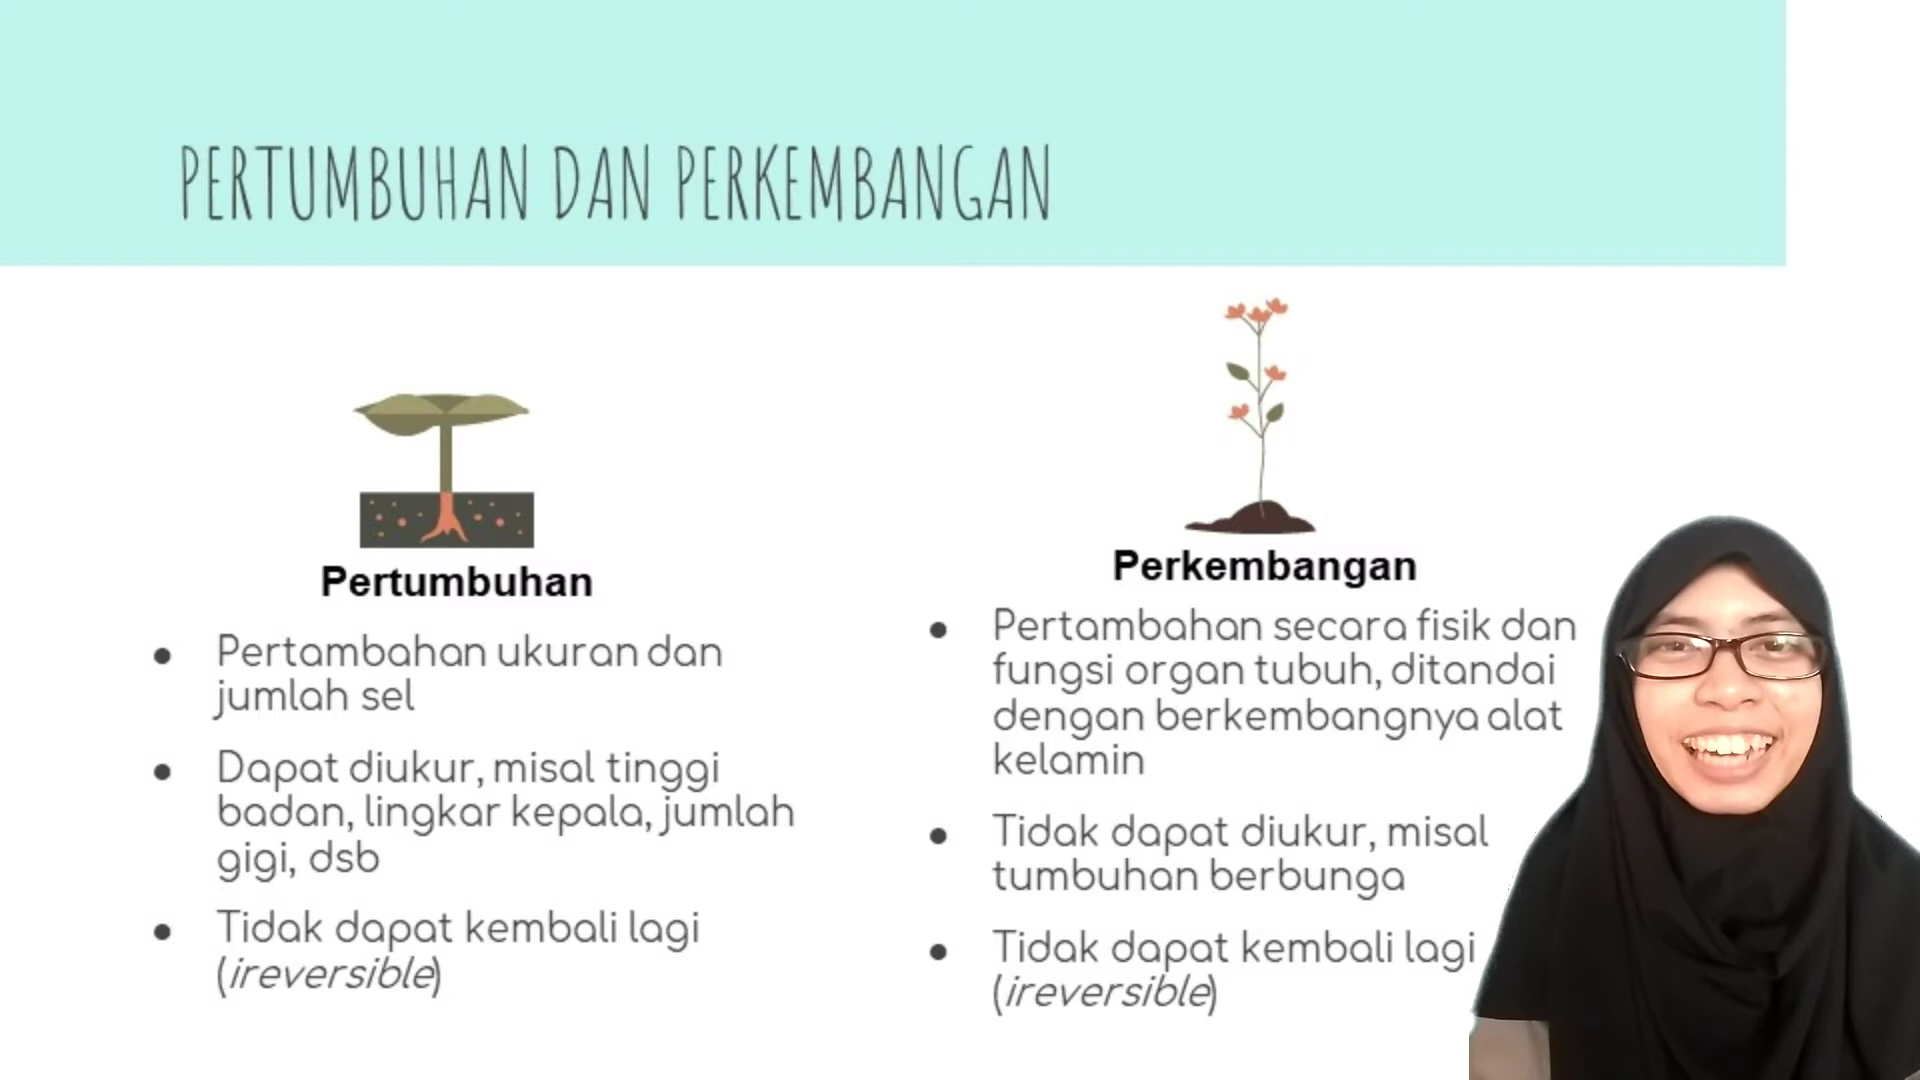 PERTUMBUHAN DAN PERKEMBANGAN
Pertumbuhan
Pertambahan ukuran dan
jumlah sel
Dapat diukur, misal tinggi
badan, lingkar kepala, jumlah
gigi, dsb
Tidak dapat kembali lagi
(ireversible)
Perkembangan
Pertambahan secara fisik dan
fungsi organ tubuh, ditandai
dengan berkembangnya alat
kelamin
Tidak dapat diukur, misal
tumbuhan berbunga
Tidak dapat kembali lagi
(ireversible)